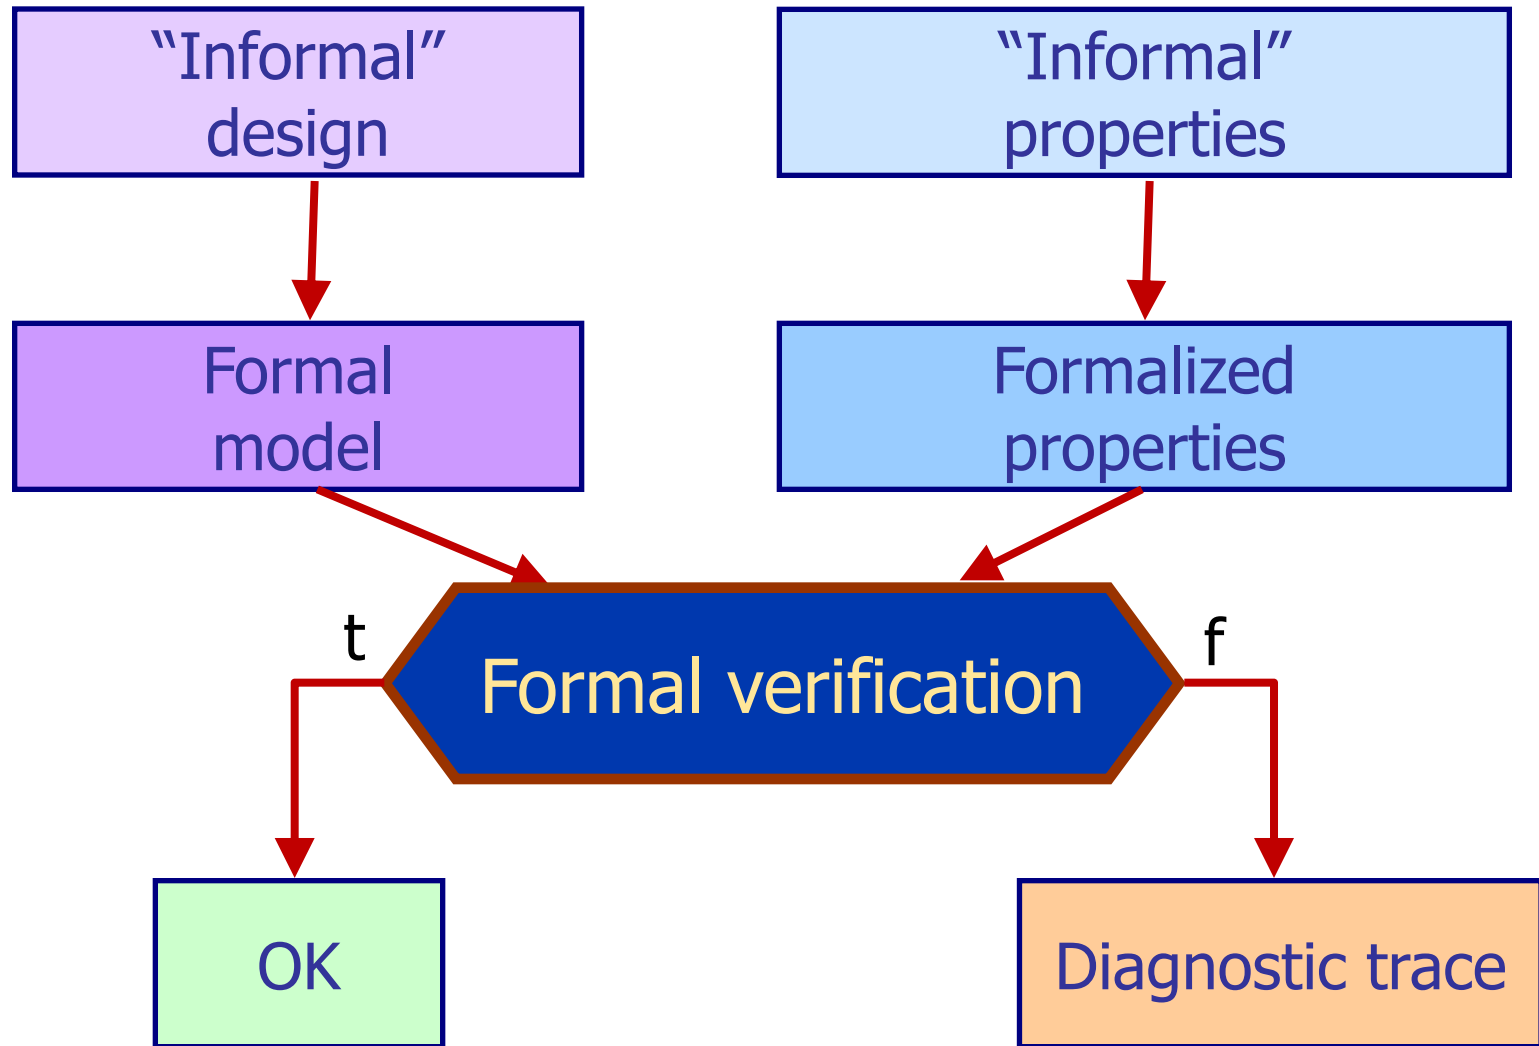 “Informal”
design
“Informal”
properties
Formal
model
Formalized
properties
t
f
Formal verification
OK
Diagnostic trace